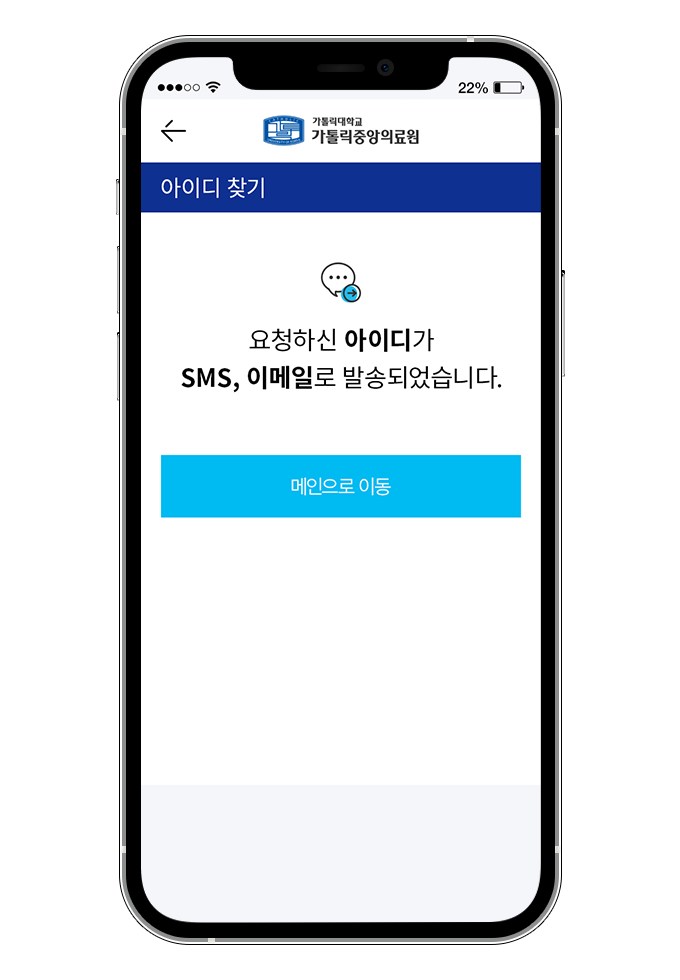 22%
가톨릭대학교
가톨릭중앙의료원
아이디 찾기
요청하신 아이디가
SMS, 이메일로 발송되었습니다.
메인으로 이동